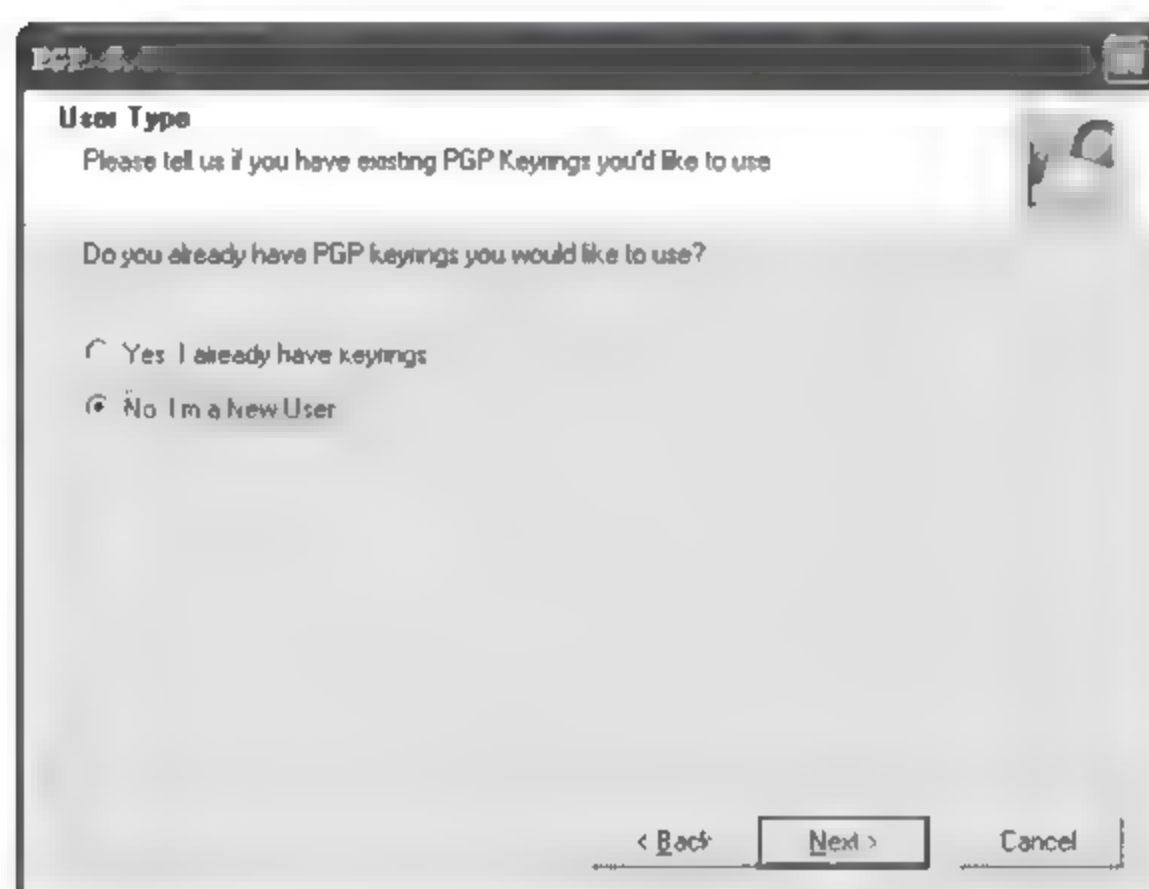 User Type
Please tell us if you have existing PGP Keyrings you'd like to use
Do you already have PGP keyrings you would like to use?
Yes I already have keyrings
No I'm a New User
< Back
Next >
Cancel